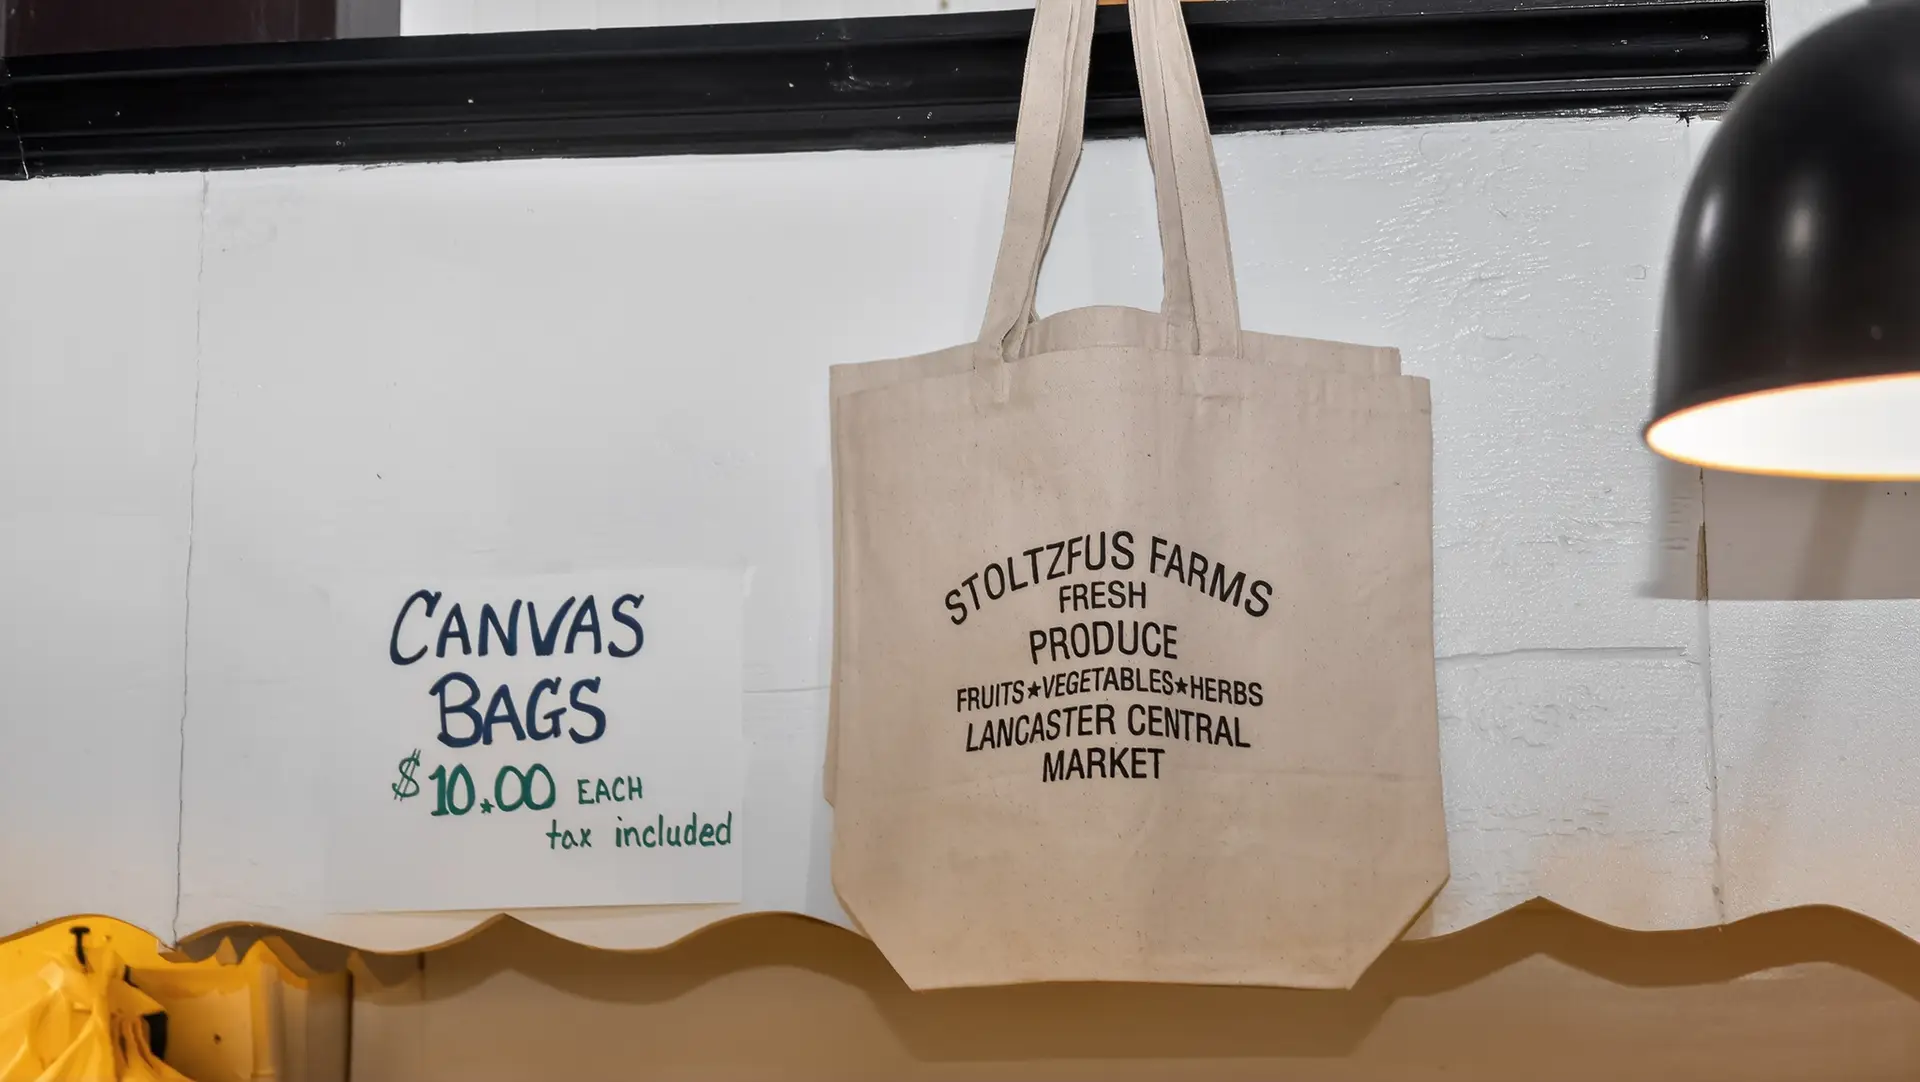 CANVAS
BAGS
$10.00 EACH
tax included
STOLTZFUS FARMS
FRESH
PRODUCE
FRUITS★VEGETABLES★HERBS
LANCASTER CENTRAL
MARKET